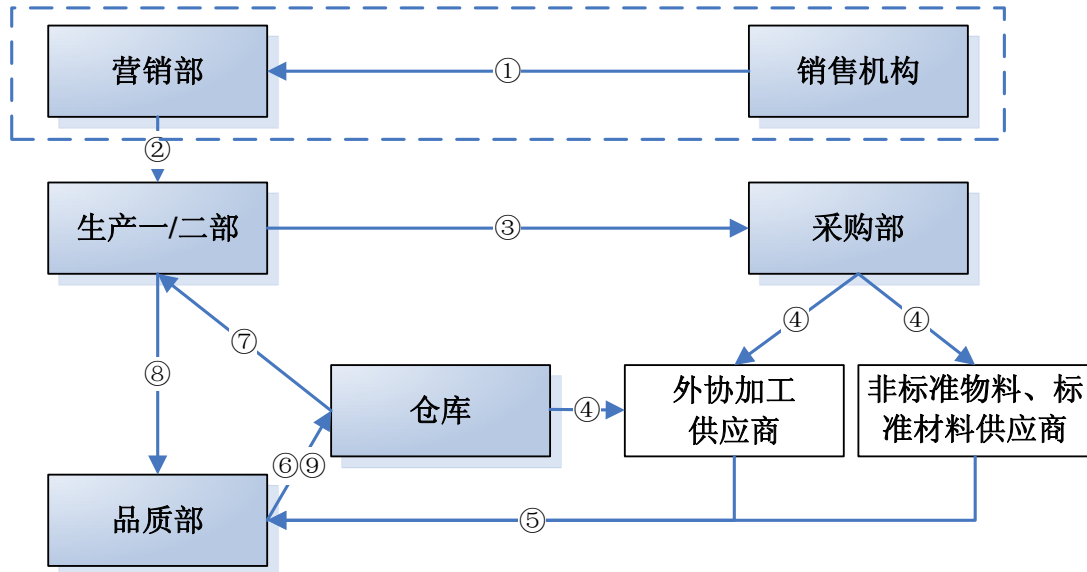 营销部
①
销售机构
②
生产一/二部
③
采购部
④
④
⑦
⑧
仓库
④
外协加工
供应商
非标准物料、标
准材料供应商
⑥⑨
品质部
⑤